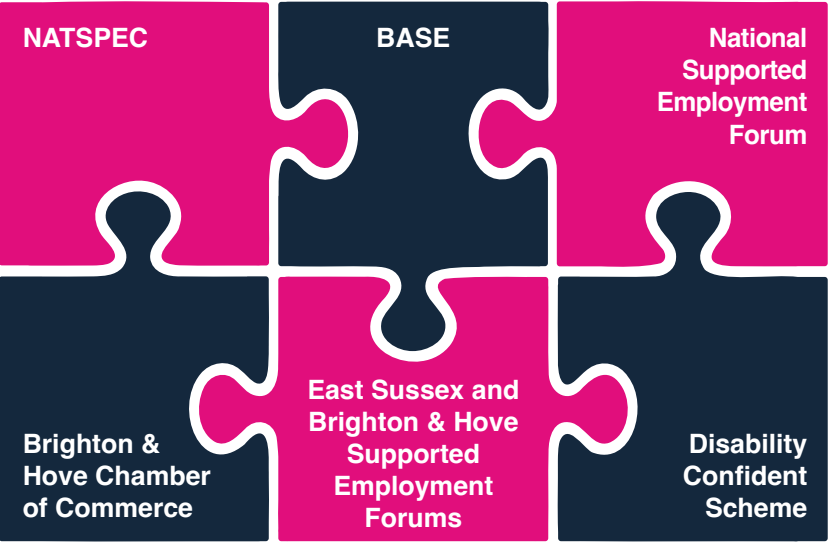 NATSPEC
BASE
National
Supported
Employment
Forum
Brighton &
Hove Chamber
of Commerce
East Sussex and
Brighton & Hove
Supported
Employment
Forums
Disability
Confident
Scheme